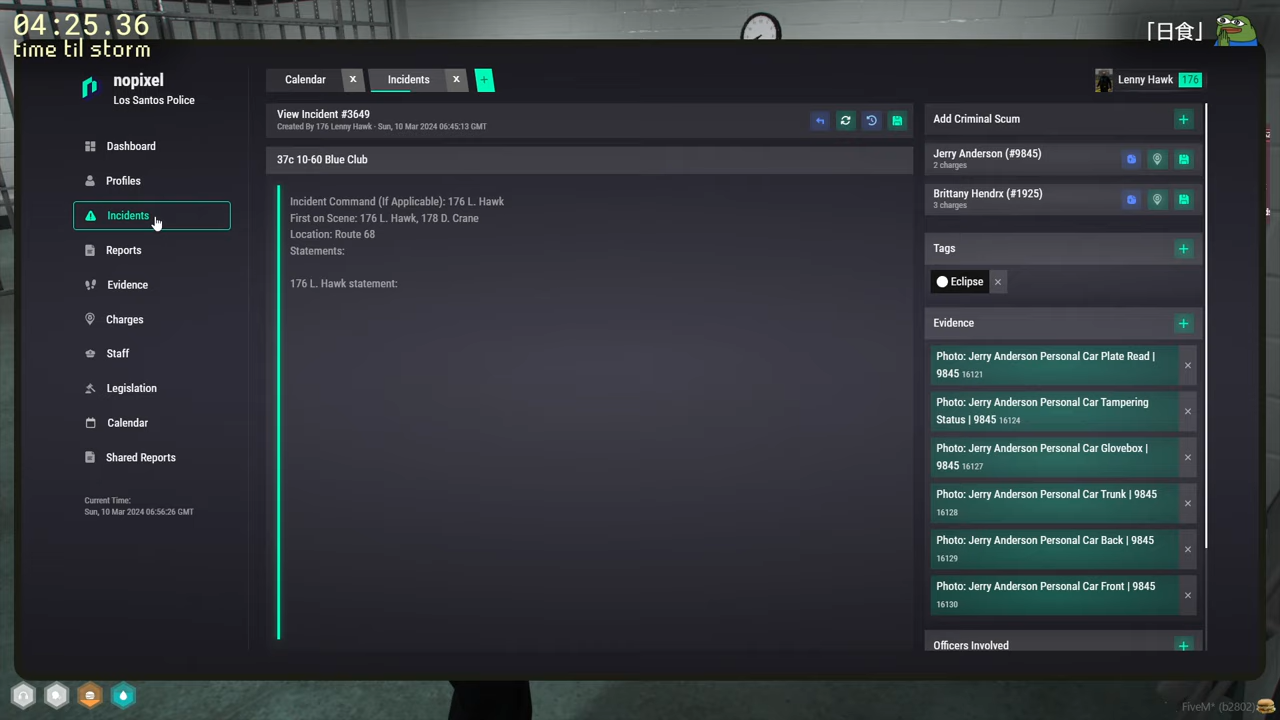 04:25.36
time til storm
「日食」
nopixel
Los Santos Police
Calendar x
Incidents x
+
Lenny Hawk 176
Dashboard
Profiles
Incidents
Reports
Evidence
Charges
Staff
Legislation
Calendar
Shared Reports
Current Time:
Sun, 10 Mar 2024 06:56:26 GMT
View Incident #3649
Created By 176 Lenny Hawk - Sun, 10 Mar 2024 06:45:13 GMT
37c 10-60 Blue Club
Incident Command (If Applicable): 176 L. Hawk
First on Scene: 176 L. Hawk, 178 D. Crane
Location: Route 68
Statements:
176 L. Hawk statement:
Add Criminal Scum +
Jerry Anderson (#9845)
2 charges
Brittany Hendrx (#1925)
3 charges
Tags +
Eclipse x
Evidence +
Photo: Jerry Anderson Personal Car Plate Read |
9845 16121
Photo: Jerry Anderson Personal Car Tampering
Status | 9845 16124
Photo: Jerry Anderson Personal Car Glovebox |
9845 16127
Photo: Jerry Anderson Personal Car Trunk | 9845
16128
Photo: Jerry Anderson Personal Car Back | 9845
16129
Photo: Jerry Anderson Personal Car Front | 9845
16130
Officers Involved +
FiveM* (b2802)